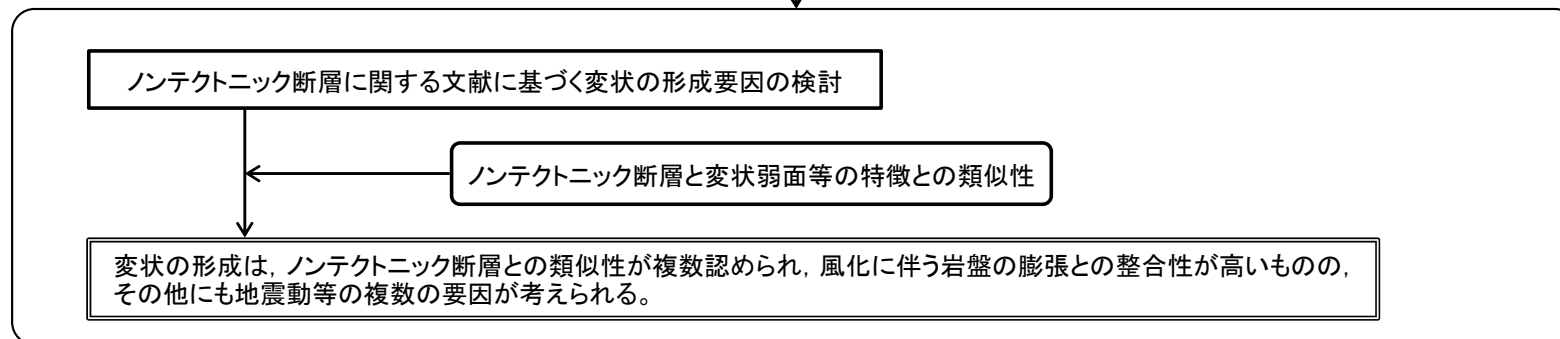 ノンテクトニック断層に関する文献に基づく変状の形成要因の検討
ノンテクトニック断層と変状弱面等の特徴との類似性
変状の形成は，ノンテクトニック断層との類似性が複数認められ，風化に伴う岩盤の膨張との整合性が高いものの，
その他にも地震動等の複数の要因が考えられる。